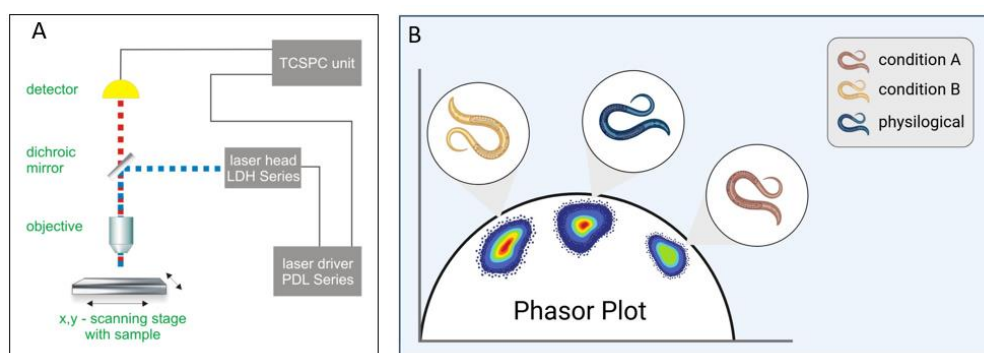 A
TCSPC unit
detector
dichroic
mirror
laser head
LDH Series
objective
laser driver
PDL Series
x,y - scanning stage
with sample
B
condition A
condition B
physilogical
Phasor Plot